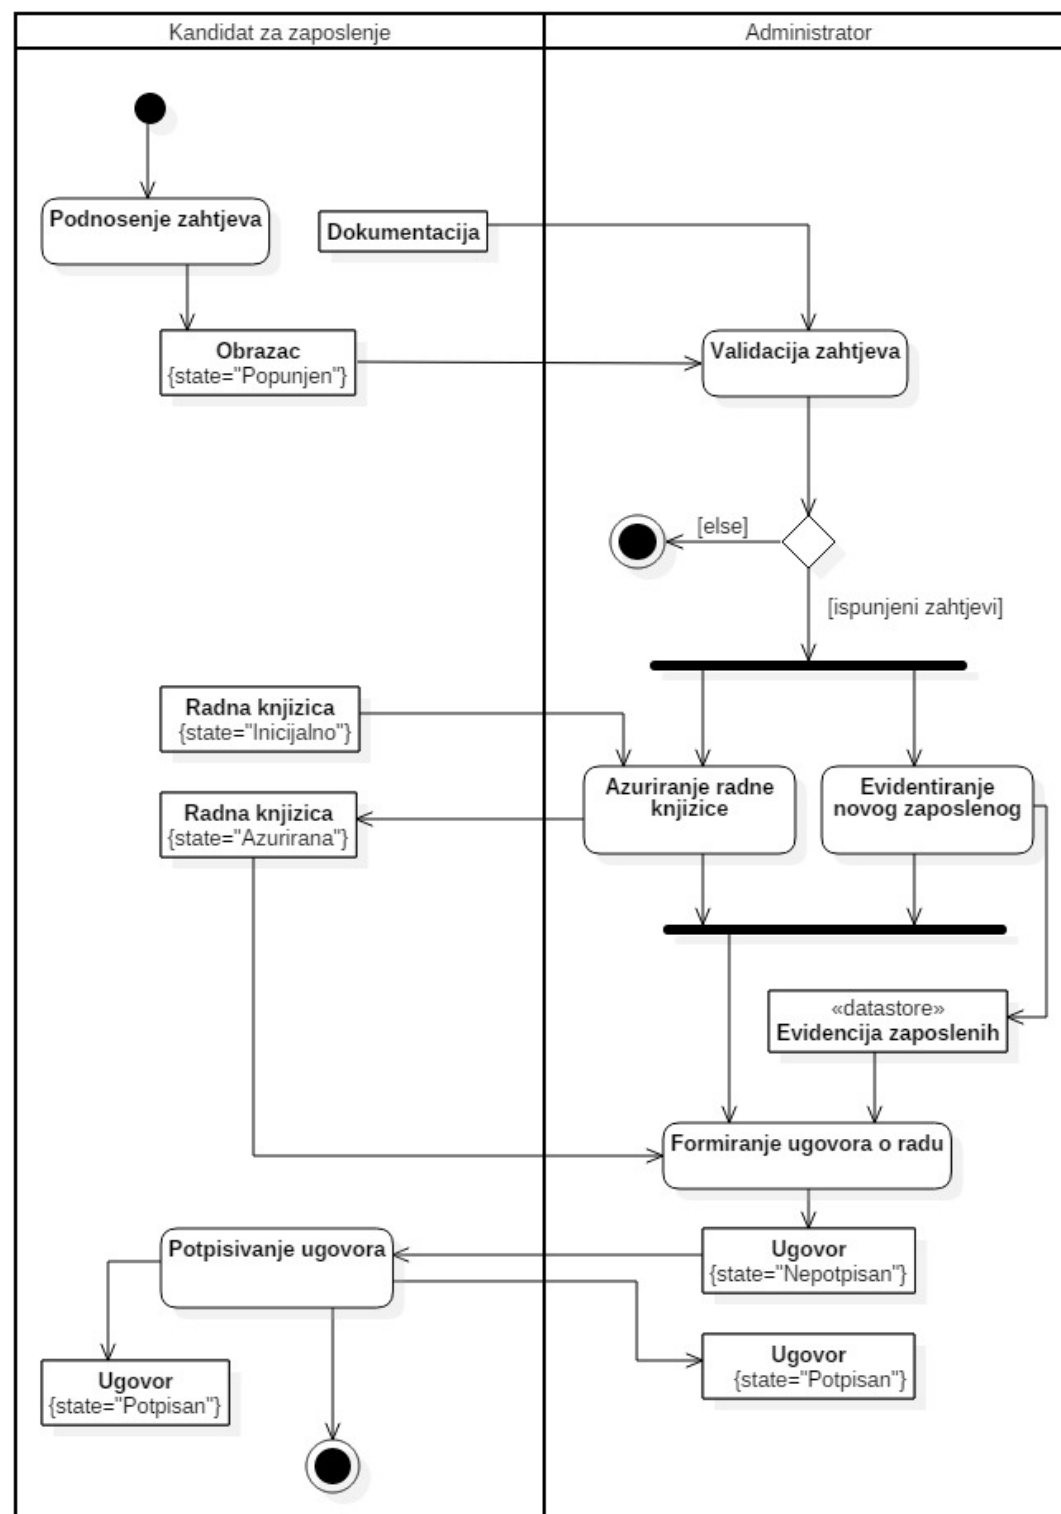 Kandidat za zaposlenje
Administrator
Podnosenje zahtjeva
Dokumentacija
Obrazac
{state="Popunjen"}
Validacija zahtjeva
[else]
[ispunjeni zahtjevi]
Radna knjizica
{state="Inicijalno"}
Azuriranje radne
knjizice
Evidentiranje
novog zaposlenog
Radna knjizica
{state="Azurirana"}
«datastore»
Evidencija zaposlenih
Formiranje ugovora o radu
Potpisivanje ugovora
Ugovor
{state="Nepotpisan"}
Ugovor
{state="Potpisan"}
Ugovor
{state="Potpisan"}